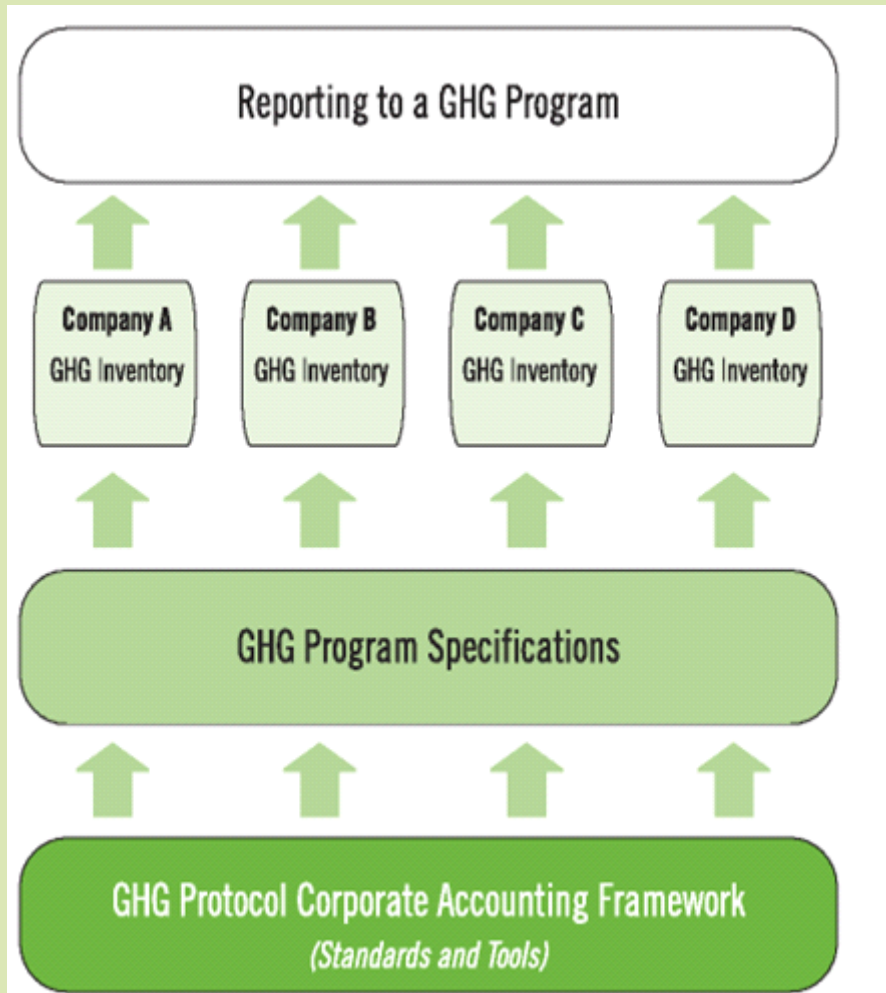 Reporting to a GHG Program
Company A
GHG Inventory
Company B
GHG Inventory
Company C
GHG Inventory
Company D
GHG Inventory
GHG Program Specifications
GHG Protocol Corporate Accounting Framework
(Standards and Tools)